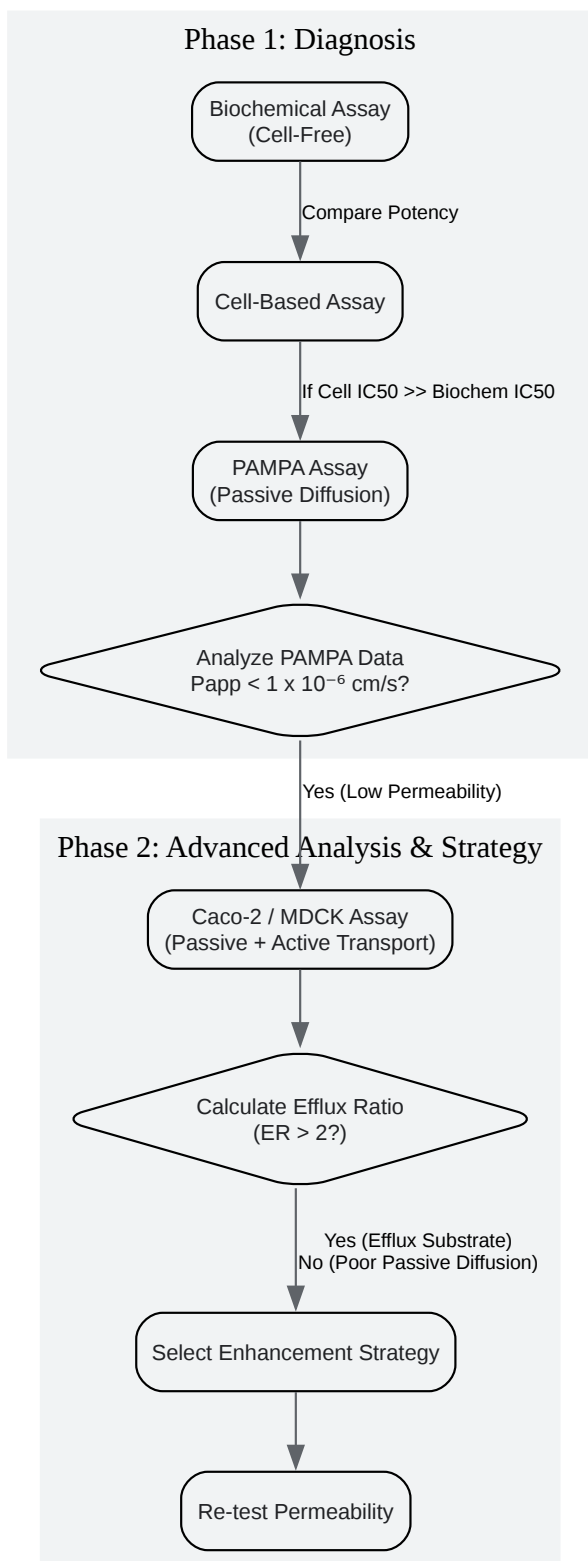 Phase 1: Diagnosis
Biochemical Assay
(Cell-Free)
Compare Potency
Cell-Based Assay
If Cell IC50 >> Biochem IC50
PAMPA Assay
(Passive Diffusion)
Analyze PAMPA Data
Papp < 1 x 10⁻⁶ cm/s?
Yes (Low Permeability)
Phase 2: Advanced Analysis & Strategy
Caco-2 / MDCK Assay
(Passive + Active Transport)
Calculate Efflux Ratio
(ER > 2?)
Yes (Efflux Substrate)
No (Poor Passive Diffusion)
Select Enhancement Strategy
Re-test Permeability